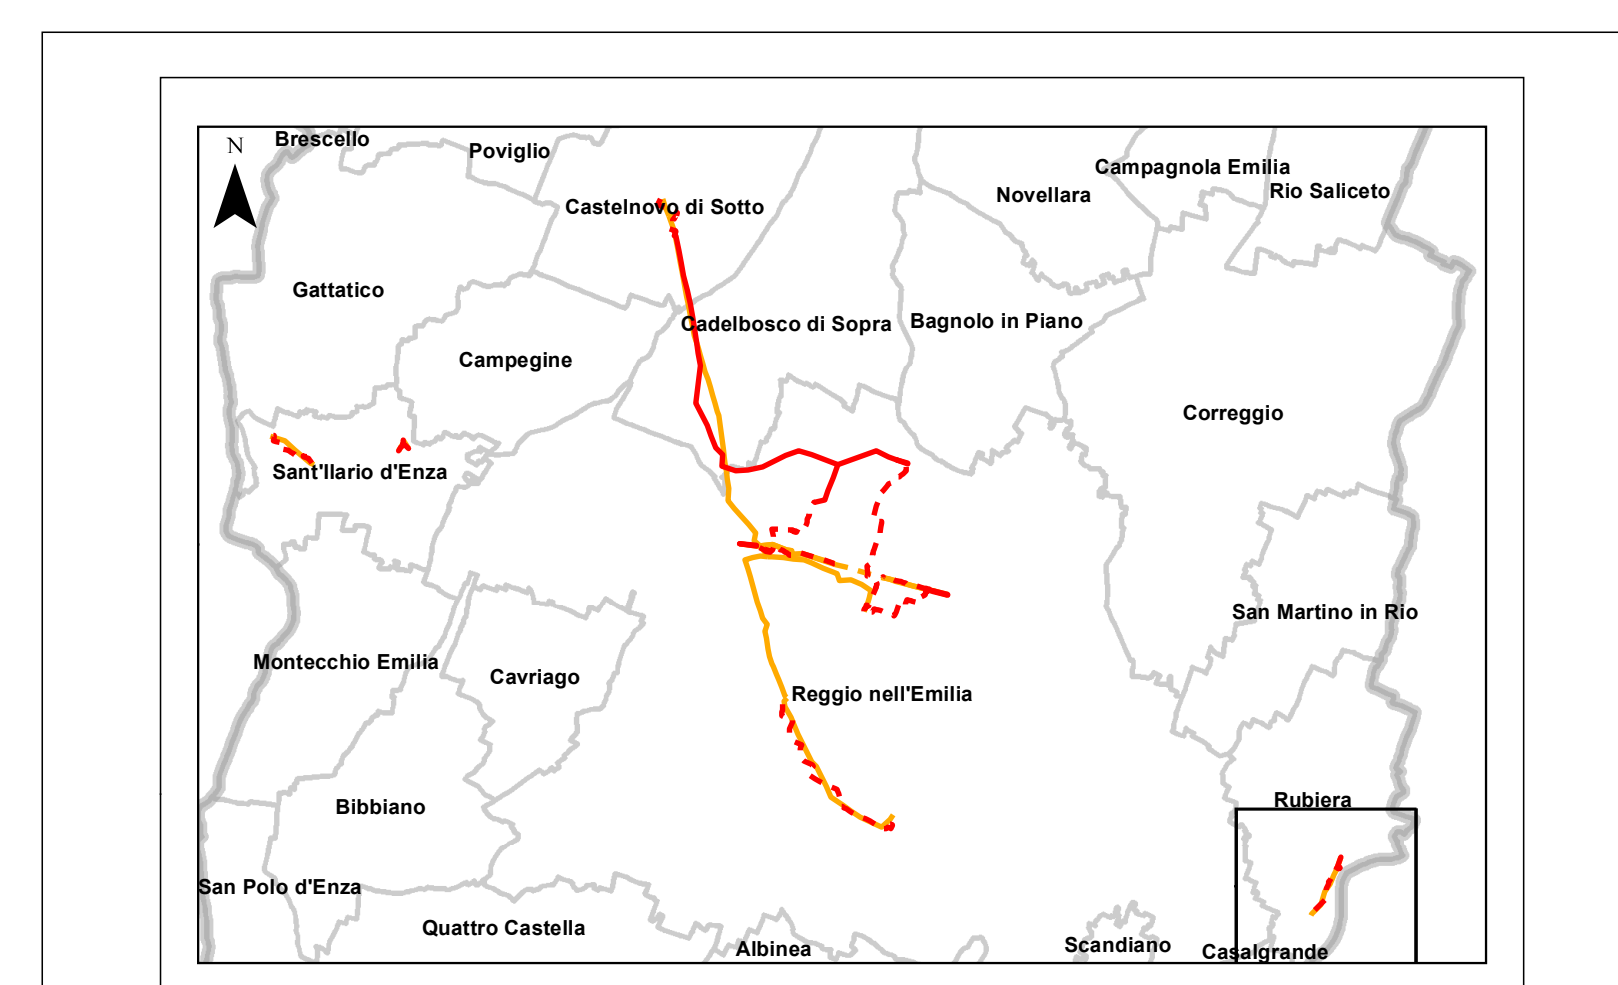 N
Brescello
Poviglio
Campagnola Emilia
Novellara
Rio Saliceto
Castelnovo di Sotto
Gattatico
Cadelbosco di Sopra
Bagnolo in Piano
Campegine
Correggio
Sant'Ilario d'Enza
San Martino in Rio
Montecchio Emilia
Cavriago
Reggio nell'Emilia
Bibbiano
Rubiera
San Polo d'Enza
Quattro Castella
Albinea
Scandiano
Casalgrande